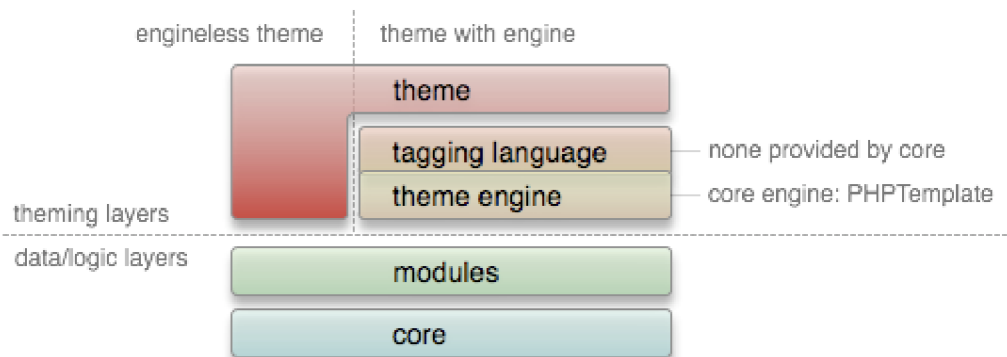 engineless theme
theme with engine
theme
tagging language
none provided by core
theme engine
core engine: PHPTemplate
theming layers
data/logic layers
modules
core